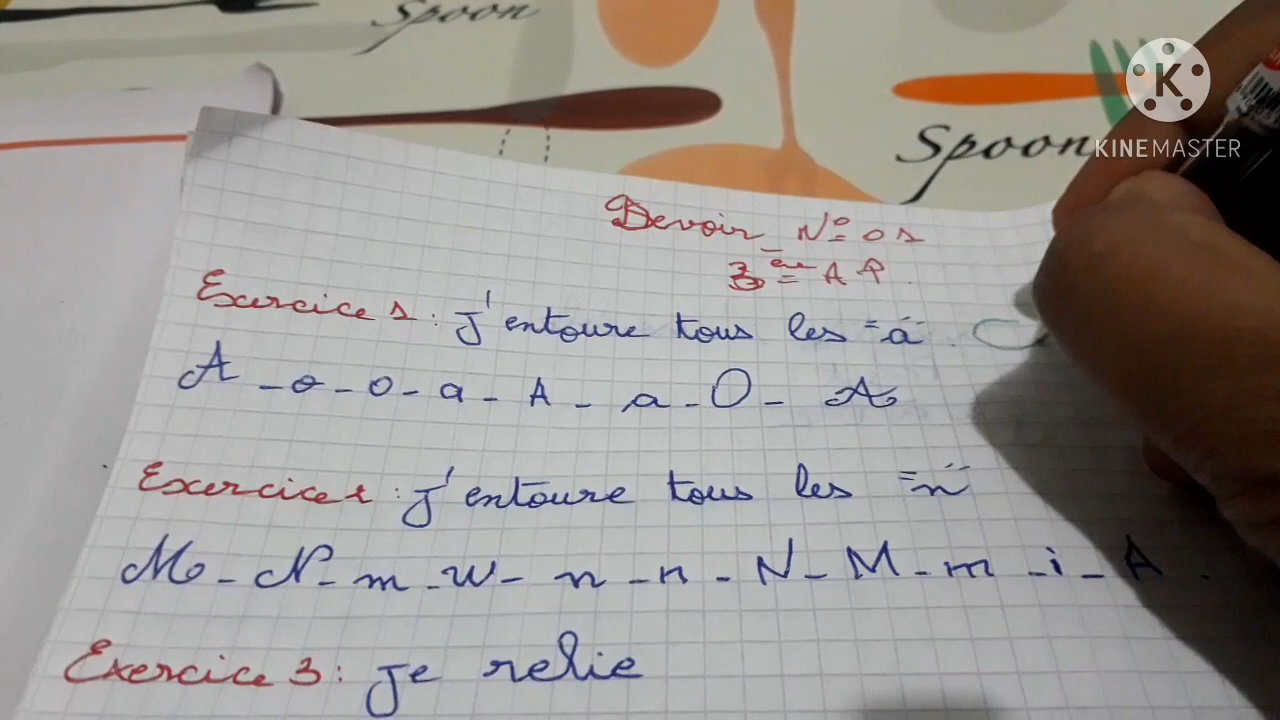 Spoon
Spoon
KINEMASTER
Devoir N° 01
3ème AP.
Exercice 1: J'entoure tous les "a".
A - o - o - a - A - a - O - A
Exercice 2: J'entoure tous les "n"
M - N - m - w - n - n - N - M - m - i - A.
Exercice 3: Je relie